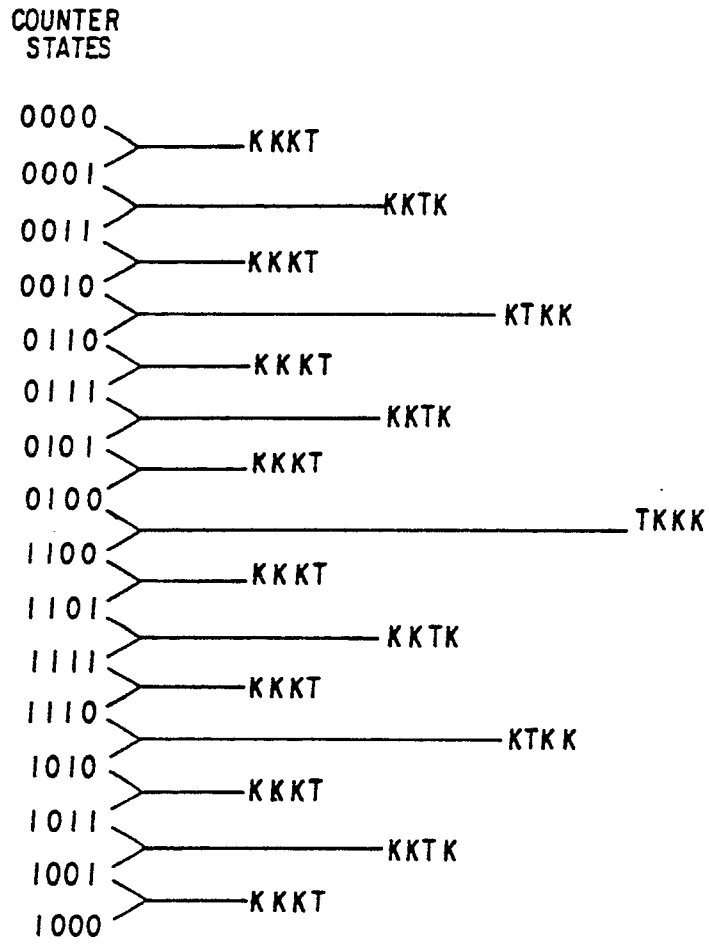 COUNTER
STATES
0000
KKKT
0001
KKTK
0011
KKKT
0010
KTKK
0110
KKKT
0111
KKTK
0101
KKKT
0100
TKKK
1100
KKKT
1101
KKTK
1111
KKKT
1110
KTKK
1010
KKKT
1011
KKTK
1001
KKKT
1000